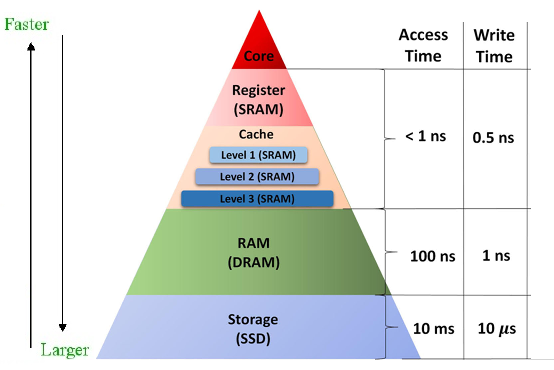 Faster
Access Time
Write Time
Core
Register
(SRAM)
Cache
Level 1 (SRAM)
Level 2 (SRAM)
Level 3 (SRAM)
< 1 ns
0.5 ns
RAM
(DRAM)
100 ns
1 ns
Storage
(SSD)
10 ms
10 μs
Larger